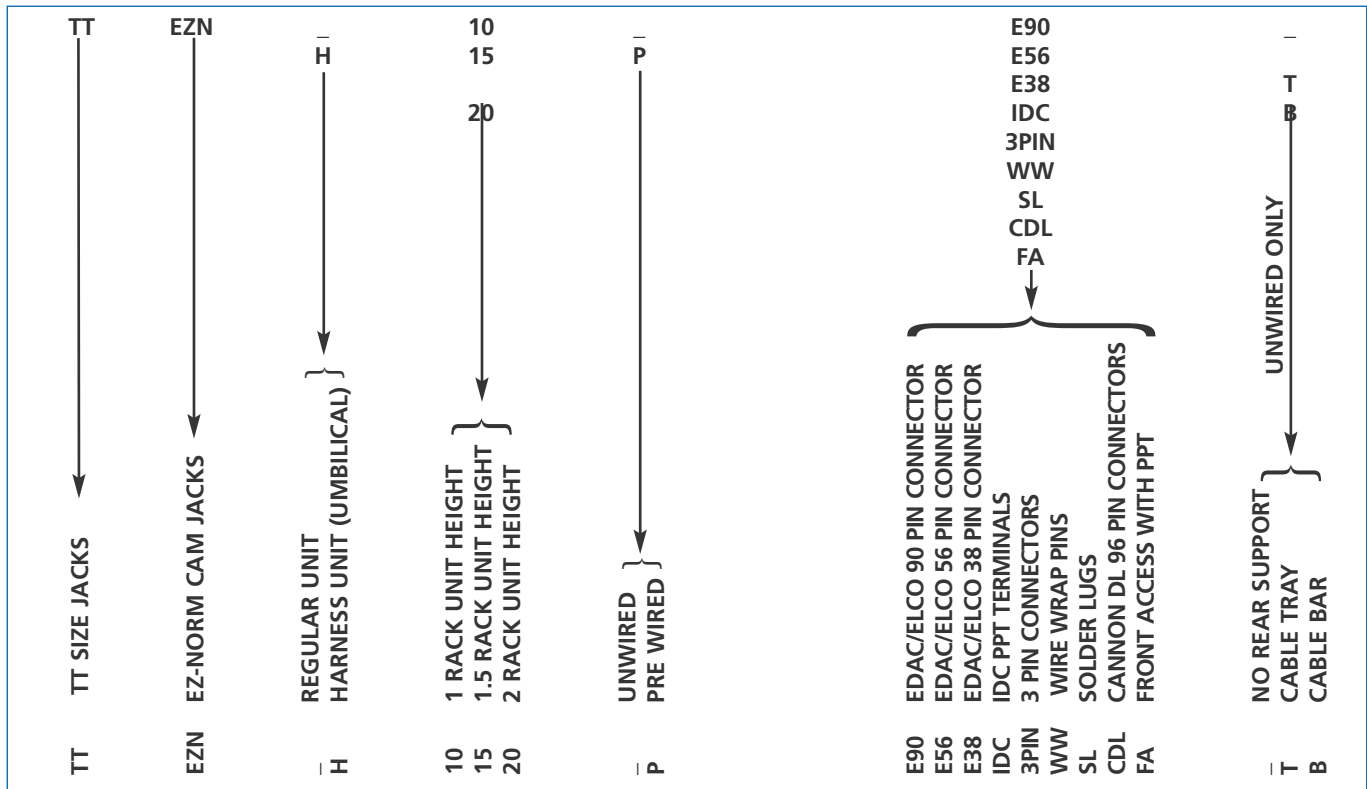 TT EZN _ 10 _ E90 _
H 15 P E56
E38 T
20 IDC B
3PIN
WW
SL
CDL
FA
UNWIRED ONLY
TT TT SIZE JACKS
EZN EZ-NORM CAM JACKS
_ REGULAR UNIT
H HARNESS UNIT (UMBILICAL)
10 1 RACK UNIT HEIGHT
15 1.5 RACK UNIT HEIGHT
20 2 RACK UNIT HEIGHT
_ UNWIRED
P PRE WIRED
E90 EDAC/ELCO 90 PIN CONNECTOR
E56 EDAC/ELCO 56 PIN CONNECTOR
E38 EDAC/ELCO 38 PIN CONNECTOR
IDC IDC PPT TERMINALS
3PIN 3 PIN CONNECTORS
WW WIRE WRAP PINS
SL SOLDER LUGS
CDL CANNON DL 96 PIN CONNECTORS
FA FRONT ACCESS WITH PPT
_ NO REAR SUPPORT
T CABLE TRAY
B CABLE BAR